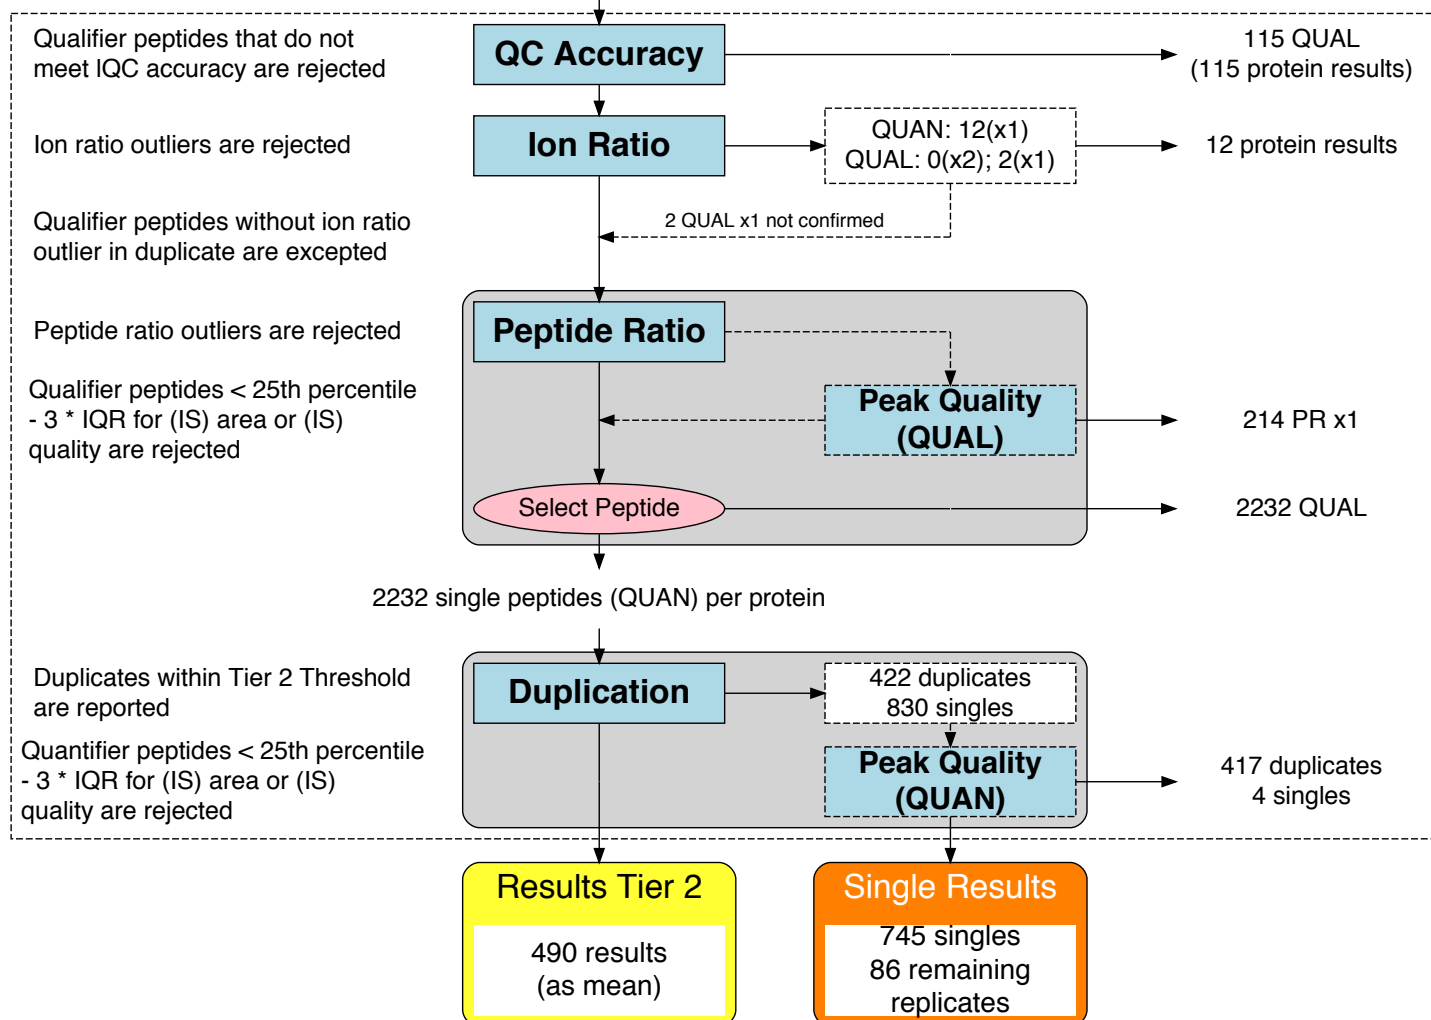 Qualifier peptides that do not
meet IQC accuracy are rejected
QC Accuracy
115 QUAL
(115 protein results)
Ion ratio outliers are rejected
Ion Ratio
QUAN: 12(x1)
QUAL: 0(x2); 2(x1)
12 protein results
Qualifier peptides without ion ratio
outlier in duplicate are excepted
2 QUAL x1 not confirmed
Peptide ratio outliers are rejected
Peptide Ratio
Qualifier peptides < 25th percentile
- 3 * IQR for (IS) area or (IS)
quality are rejected
Peak Quality
(QUAL)
214 PR x1
Select Peptide
2232 QUAL
2232 single peptides (QUAN) per protein
Duplicates within Tier 2 Threshold
are reported
Duplication
422 duplicates
830 singles
Quantifier peptides < 25th percentile
- 3 * IQR for (IS) area or (IS)
quality are rejected
Peak Quality
(QUAN)
417 duplicates
4 singles
Results Tier 2
490 results
(as mean)
Single Results
745 singles
86 remaining
replicates